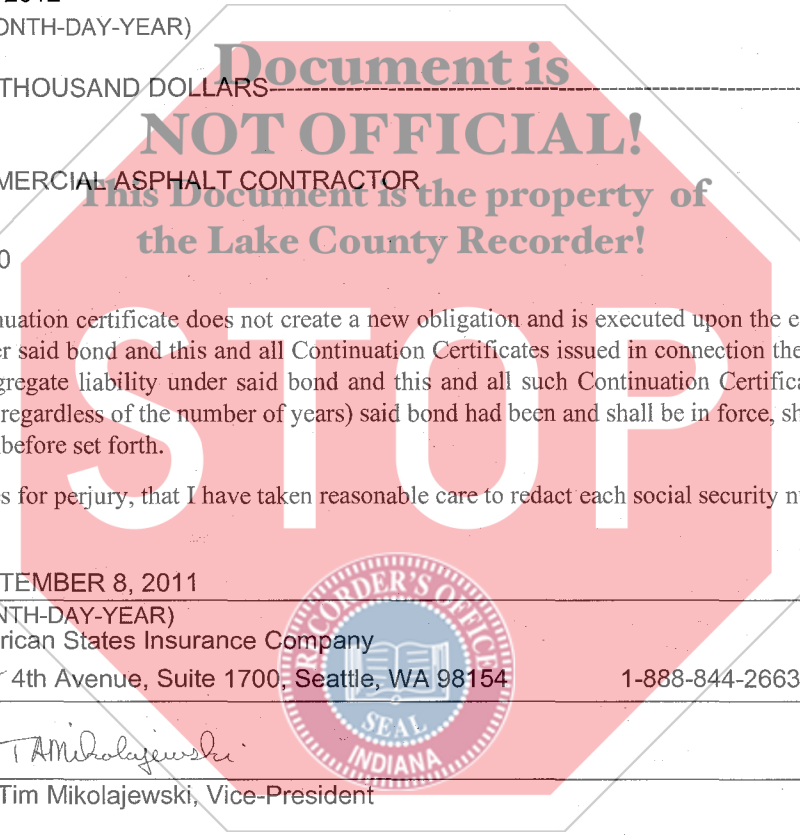 ONTH-DAY-YEAR)
Document is
THOUSAND DOLLARS
NOT OFFICIAL!
MERCIAL ASPHALT CONTRACTOR
This Document is the property of
the Lake County Recorder!
0
nuation certificate does not create a new obligation and is executed upon the e
er said bond and this and all Continuation Certificates issued in connection the
gregate liability under said bond and this and all such Continuation Certifica
regardless of the number of years) said bond had been and shall be in force, sh
before set forth.
STOP
es for perjury, that I have taken reasonable care to redact each social security nu
TEMBER 8, 2011
NTH-DAY-YEAR)
rican States Insurance Company
4th Avenue, Suite 1700, Seattle, WA 98154 1-888-844-2663
RECORDER'S OFFICE
SEAL
INDIANA
TAMikolajewski
Tim Mikolajewski, Vice-President